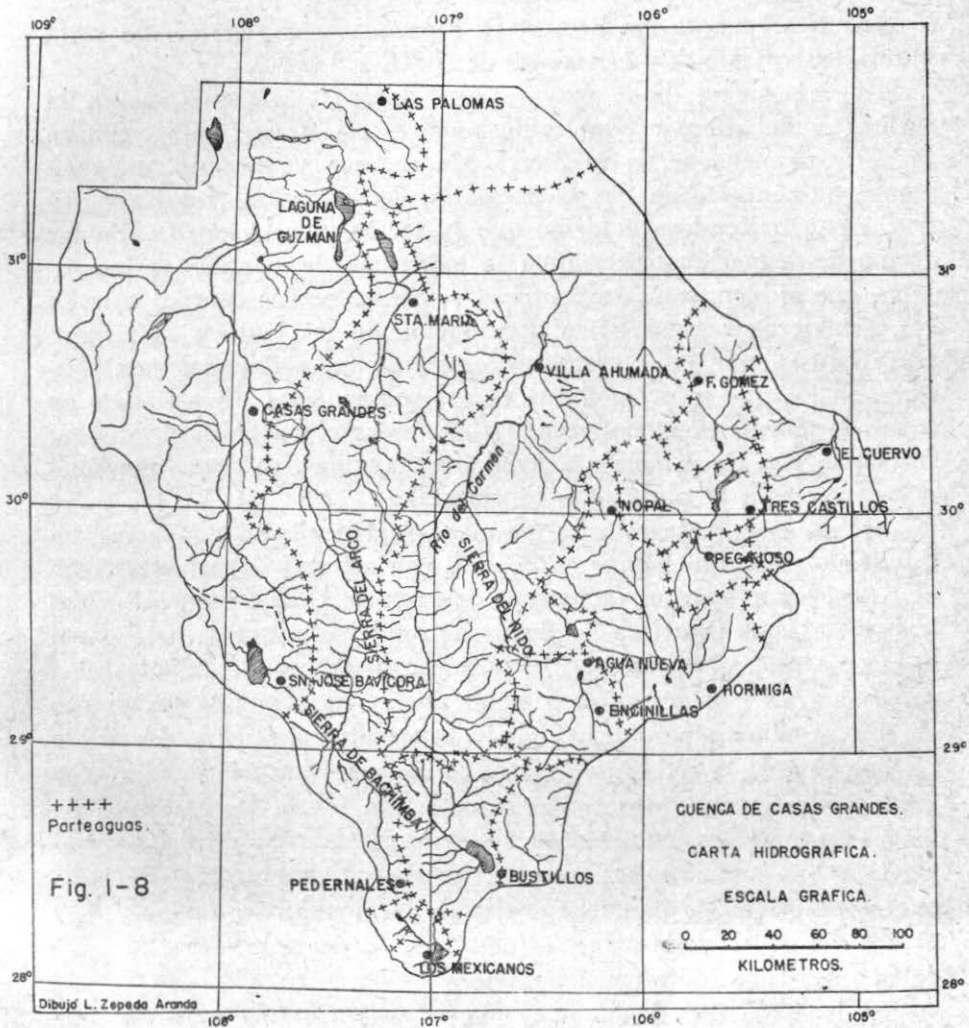 109°
108°
107°
106°
105°
LAS PALOMAS
LAGUNA
DE
GUZMAN
31°
31°
STA. MARIA
VILLA AHUMADA
F. GOMEZ
CASAS GRANDES
EL CUERVO
Rio del Carmen
30°
NOPAL
TRES CASTILLOS
30°
PEGAJOSO
SIERRA DEL ARCO
SIERRA DEL NIDO
AGUA NUEVA
SN. JOSE BAVICORA
HORMIGA
ENCINILLAS
SIERRA DE BACHIMBA
29°
29°
++++
Parteaguas.
CUENCA DE CASAS GRANDES.
CARTA HIDROGRAFICA.
Fig. I-8
PEDERNALES
BUSTILLOS
ESCALA GRAFICA.
0 20 40 60 80 100
KILOMETROS.
LOS MEXICANOS
28°
28°
Dibujó L. Zepeda Aranda
108°
107°
106°
105°